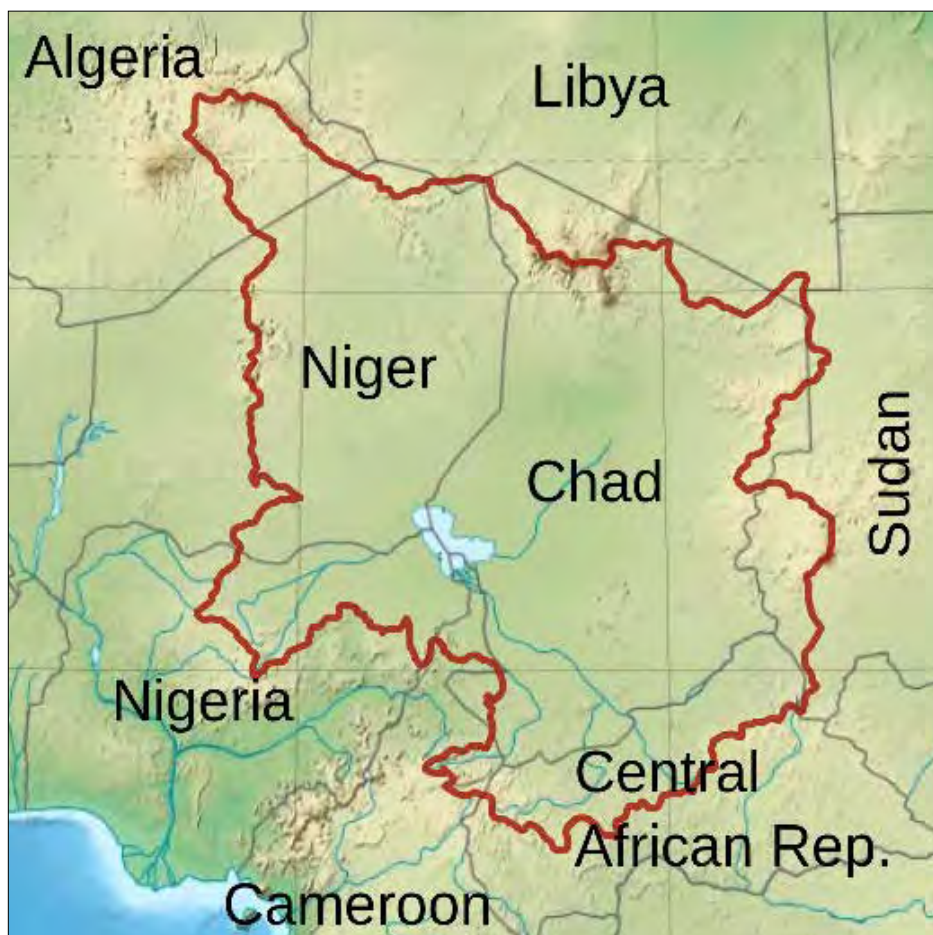 Algeria
Libya
Niger
Chad
Sudan
Nigeria
Central
African Rep.
Cameroon